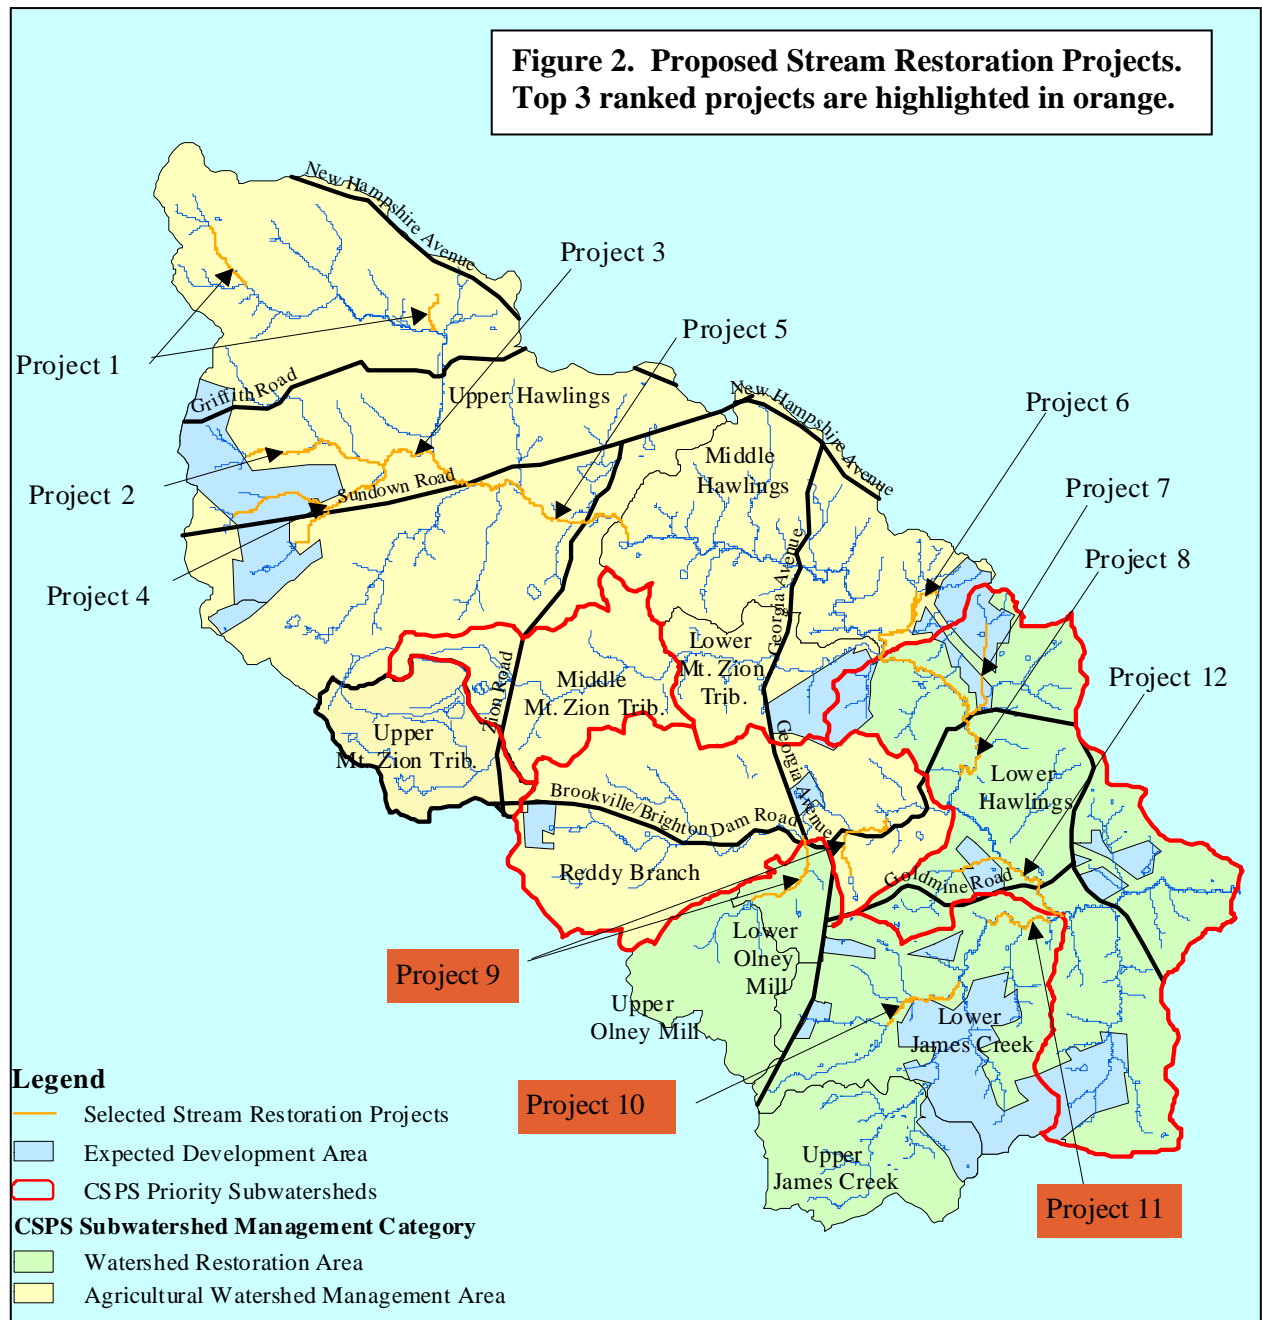 Figure 2. Proposed Stream Restoration Projects.
Top 3 ranked projects are highlighted in orange.
New Hampshire Avenue
Project 3
Project 5
Project 1
Griffith Road
Upper Hawlings
New Hampshire Avenue
Project 6
Middle
Hawlings
Project 2
Sundown Road
Project 7
Project 8
Project 4
Georgia Avenue
Lower
Mt. Zion
Trib.
Zion Road
Middle
Mt. Zion Trib.
Project 12
Upper
Mt. Zion Trib.
Georgia Avenue
Lower
Hawlings
Brookville/Brighton Dam Road
Reddy Branch
Goldmine Road
Lower
Olney
Mill
Project 9
Upper
Olney Mill
Lower
James Creek
Project 10
Upper
James Creek
Project 11
Legend
Selected Stream Restoration Projects
Expected Development Area
CSPS Priority Subwatersheds
CSPS Subwatershed Management Category
Watershed Restoration Area
Agricultural Watershed Management Area